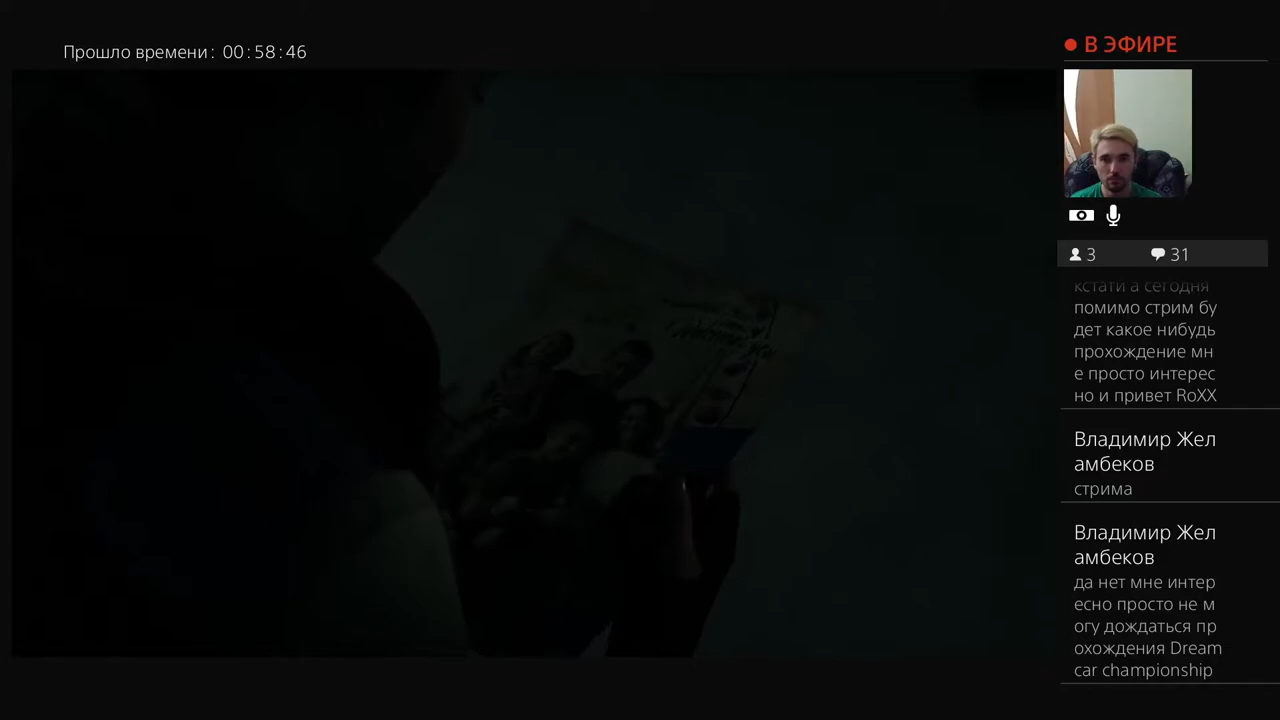 Прошло времени: 00:58:46
В ЭФИРЕ
3
31
кстати а сегодня
помимо стрим бу
дет какое нибудь
прохождение мн
е просто интерес
но и привет RoXX
Владимир Жел
амбеков
стрима
Владимир Жел
амбеков
да нет мне интер
есно просто не м
огу дождаться пр
охождения Dream
car championship